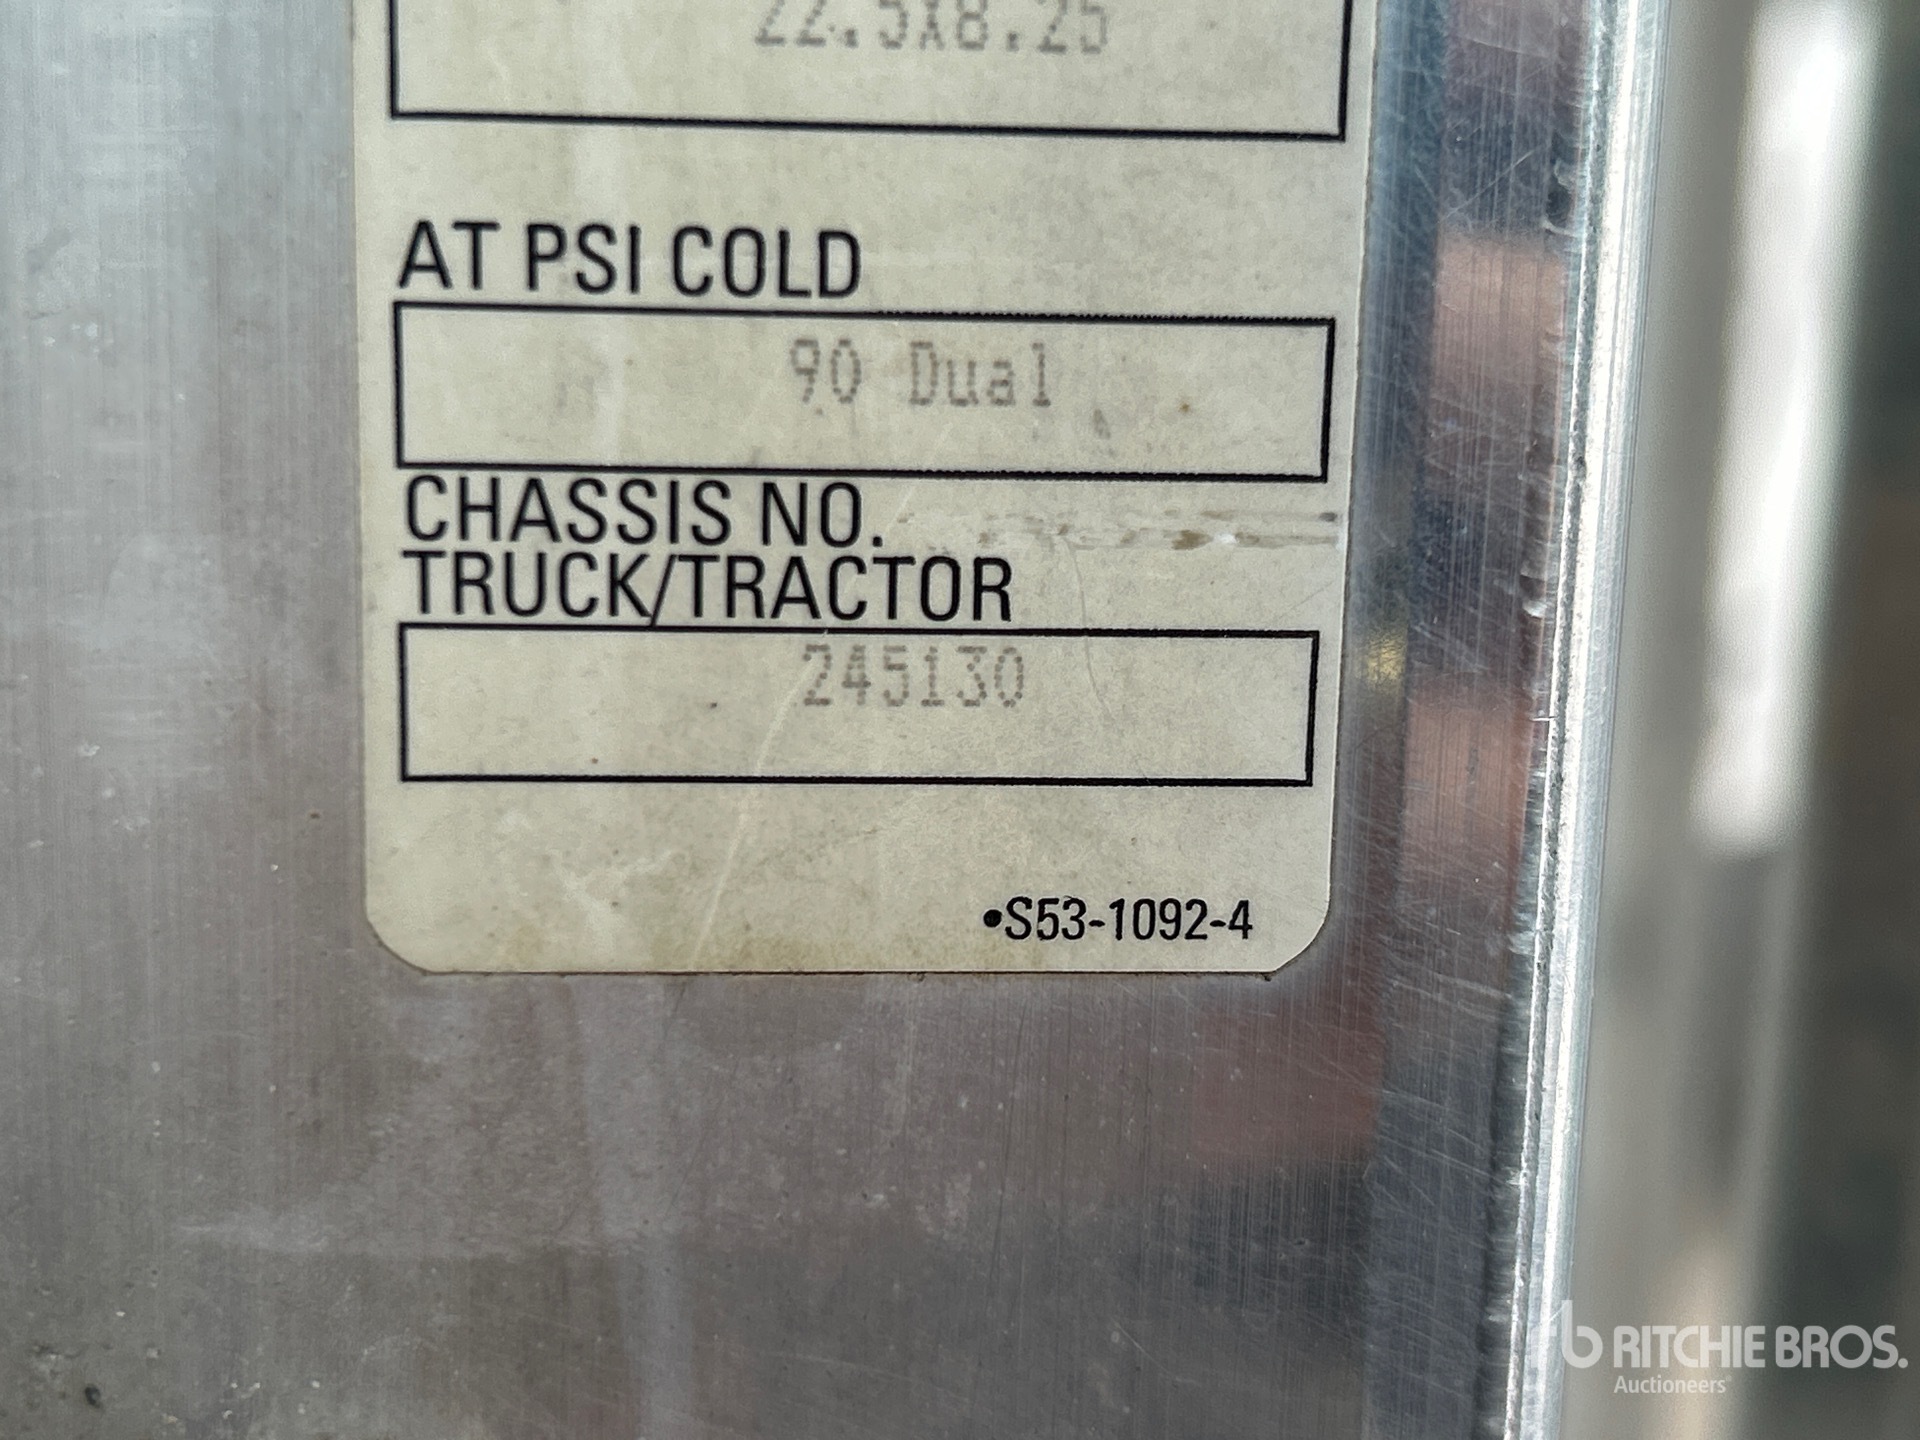 22.5X8.25
AT PSI COLD
90 Dual
CHASSIS NO.
TRUCK/TRACTOR
245130
•S53-1092-4
rb RITCHIE BROS.
Auctioneers